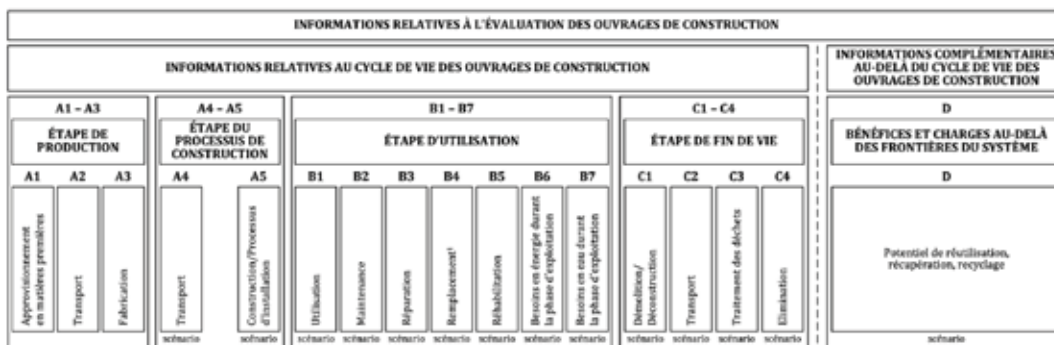 INFORMATIONS RELATIVES À L'ÉVALUATION DES OUVRAGES DE CONSTRUCTION
INFORMATIONS RELATIVES AU CYCLE DE VIE DES OUVRAGES DE CONSTRUCTION
INFORMATIONS COMPLÉMENTAIRES
AU-DELÀ DU CYCLE DE VIE DES
OUVRAGES DE CONSTRUCTION
A1 – A3
A4 – A5
B1 – B7
C1 – C4
D
ÉTAPE DE
PRODUCTION
ÉTAPE DU
PROCESSUS DE
CONSTRUCTION
ÉTAPE D'UTILISATION
ÉTAPE DE FIN DE VIE
BÉNÉFICES ET CHARGES AU-DELÀ
DES FRONTIÈRES DU SYSTÈME
A1
A2
A3
A4
A5
B1
B2
B3
B4
B5
B6
B7
C1
C2
C3
C4
D
Approvisionnement
en matières premières
Transport
Fabrication
Transport
Construction/Processus
d'installation
Utilisation
Maintenance
Réparation
Remplacement¹
Réhabilitation
Besoins en énergie durant
la phase d'exploitation
Besoins en eau durant
la phase d'exploitation
Démolition/
Déconstruction
Transport
Traitement des déchets
Elimination
Potentiel de réutilisation,
récupération, recyclage
scénario
scénario
scénario
scénario
scénario
scénario
scénario
scénario
scénario
scénario
scénario
scénario
scénario
scénario